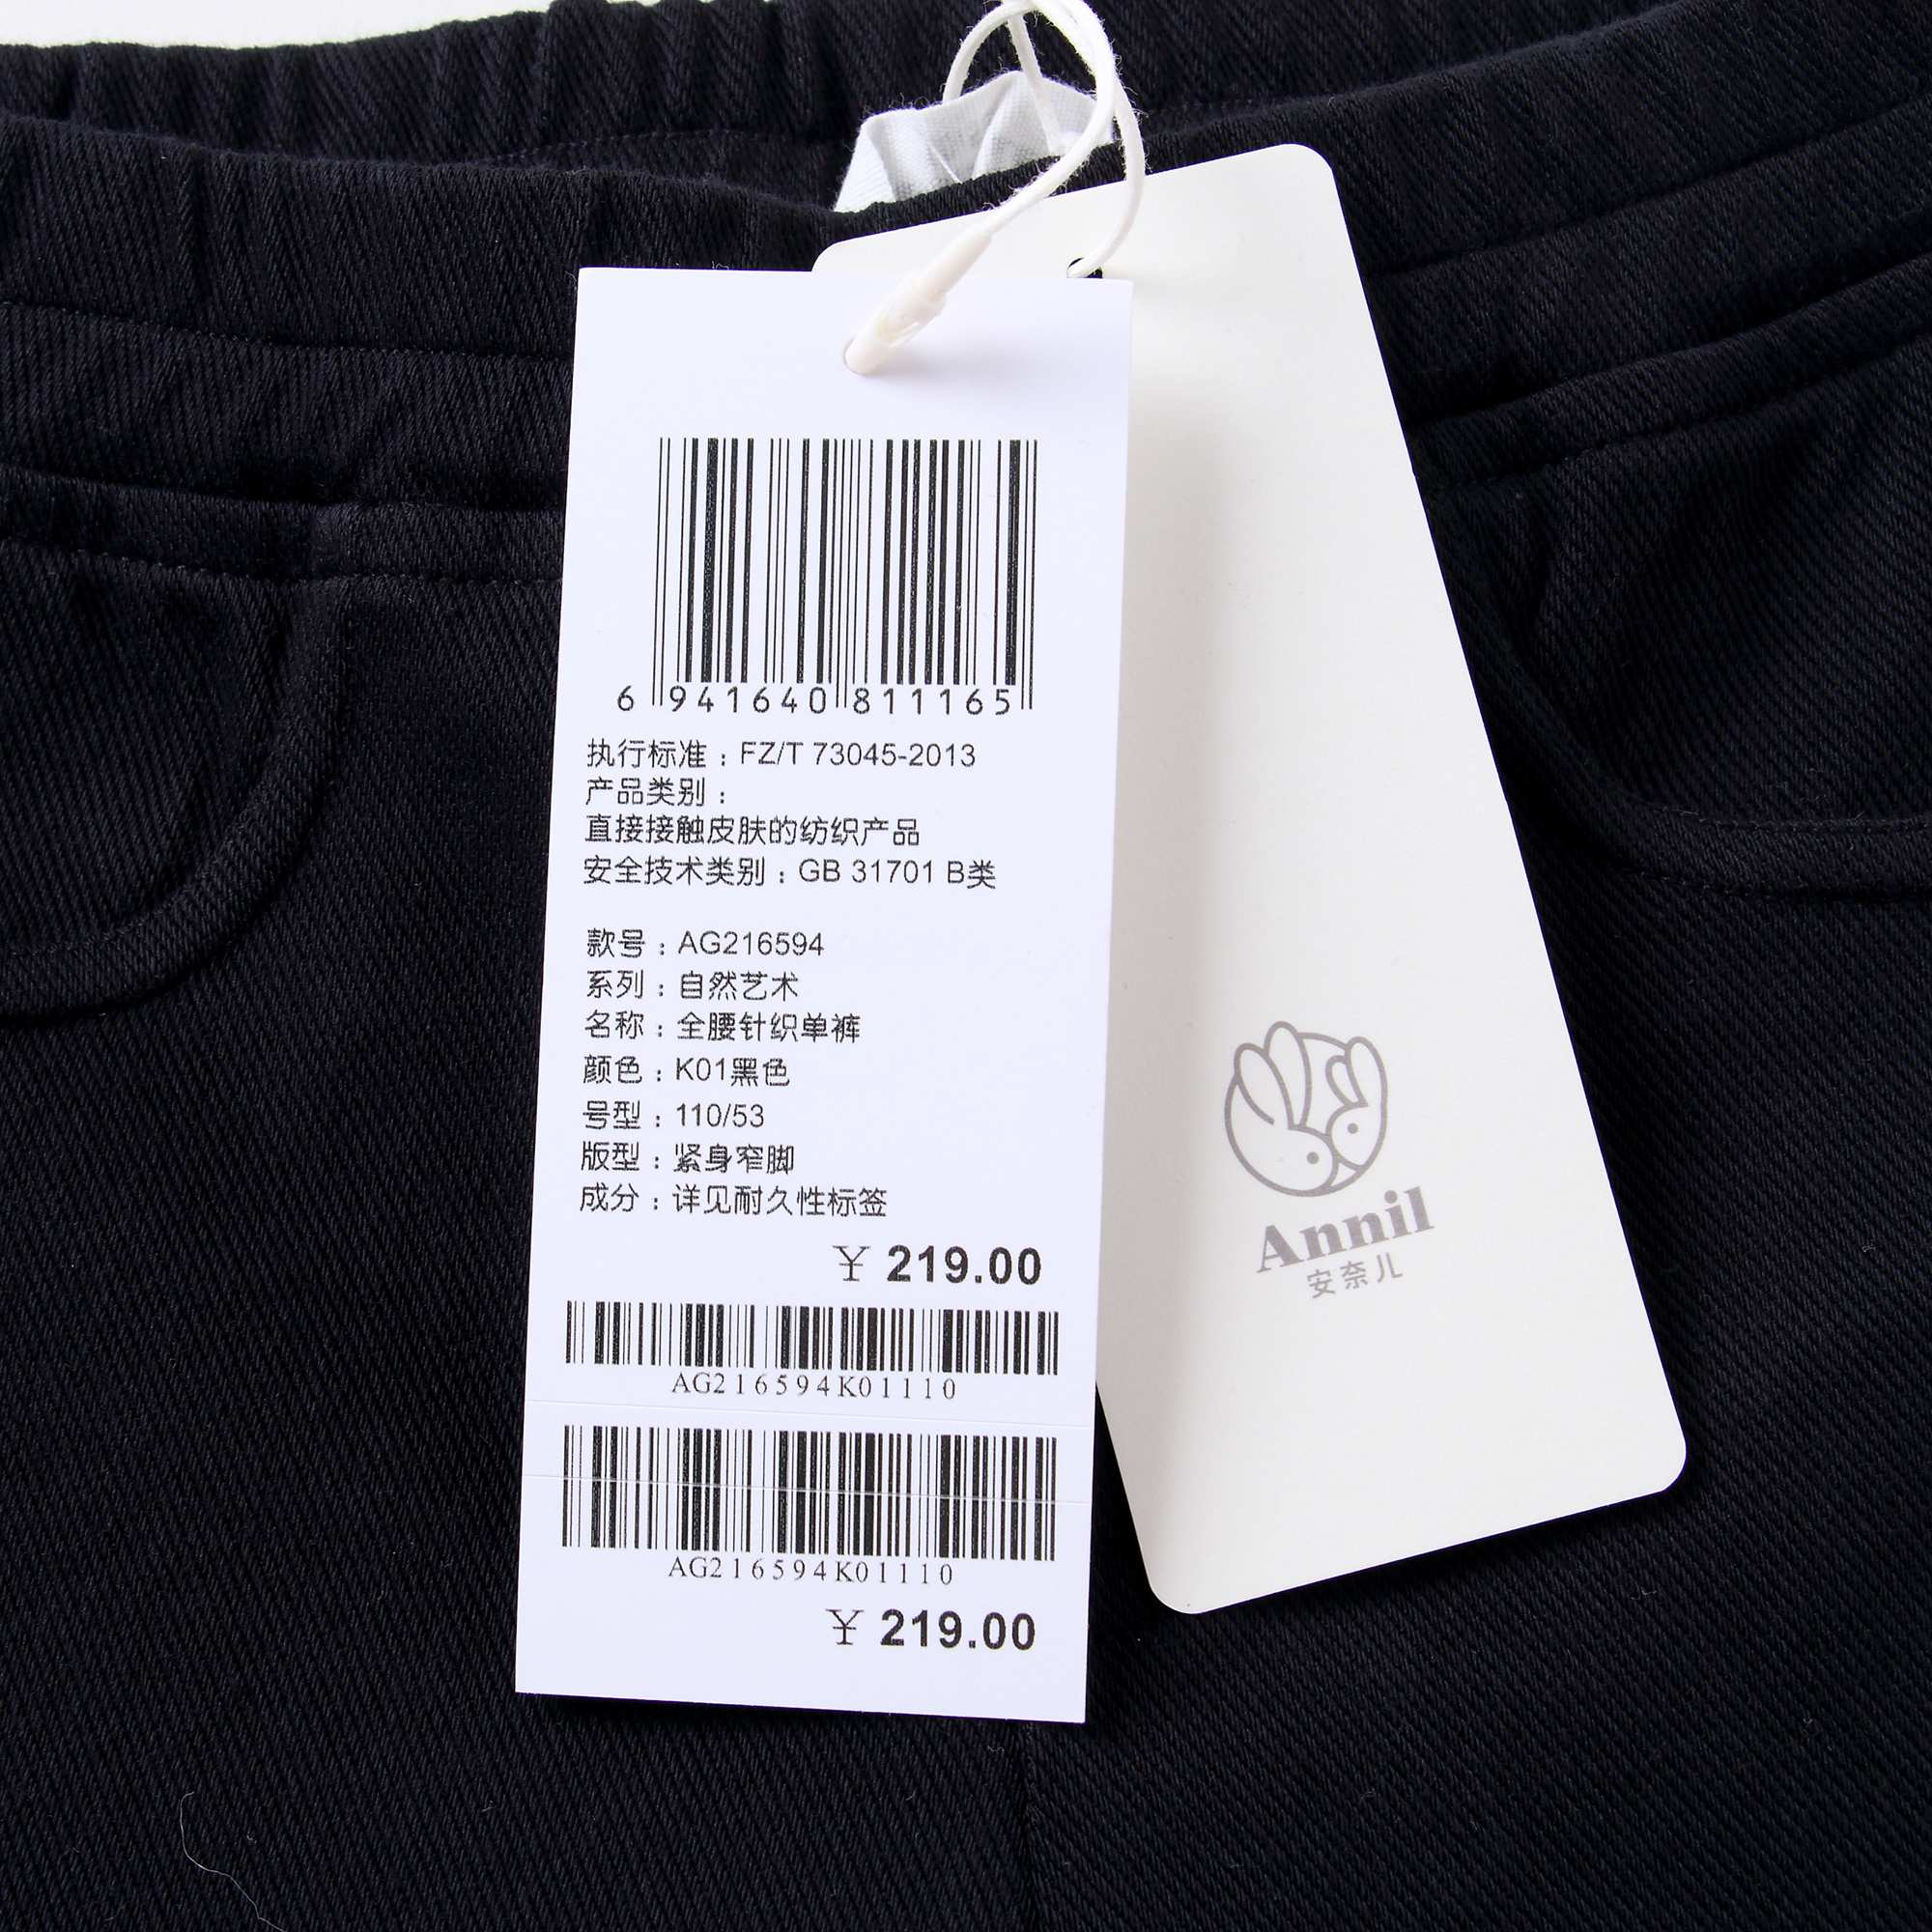 6 941640 811165
执行标准：FZ/T 73045-2013
产品类别：
直接接触皮肤的纺织产品
安全技术类别：GB 31701 B类
款号：AG216594
系列：自然艺术
名称：全腰针织单裤
颜色：K01黑色
号型：110/53
版型：紧身窄脚
成分：详见耐久性标签
￥ 219.00
AG216594K01110
AG216594K01110
￥ 219.00
Annil
安奈儿